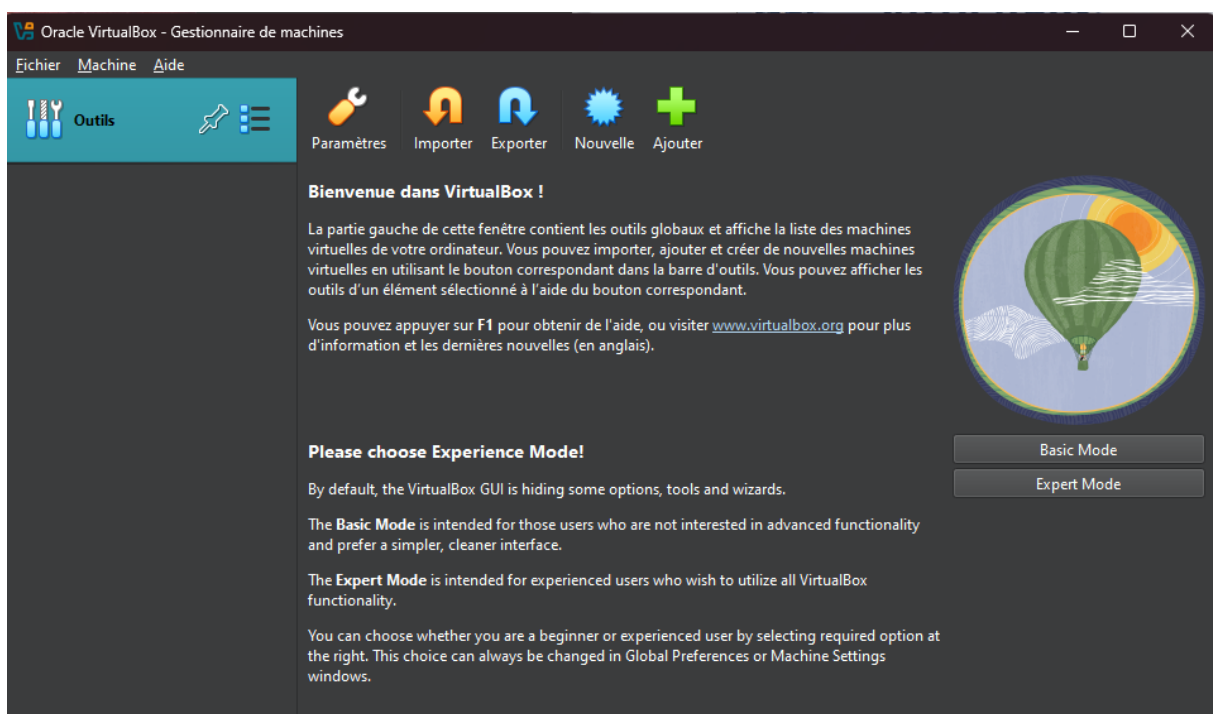 Oracle VirtualBox - Gestionnaire de machines
Fichier Machine Aide
Outils
Paramètres Importer Exporter Nouvelle Ajouter
Bienvenue dans VirtualBox !
La partie gauche de cette fenêtre contient les outils globaux et affiche la liste des machines
virtuelles de votre ordinateur. Vous pouvez importer, ajouter et créer de nouvelles machines
virtuelles en utilisant le bouton correspondant dans la barre d'outils. Vous pouvez afficher les
outils d'un élément sélectionné à l'aide du bouton correspondant.
Vous pouvez appuyer sur F1 pour obtenir de l'aide, ou visiter www.virtualbox.org pour plus
d'information et les dernières nouvelles (en anglais).
Please choose Experience Mode!
By default, the VirtualBox GUI is hiding some options, tools and wizards.
The Basic Mode is intended for those users who are not interested in advanced functionality
and prefer a simpler, cleaner interface.
The Expert Mode is intended for experienced users who wish to utilize all VirtualBox
functionality.
You can choose whether you are a beginner or experienced user by selecting required option at
the right. This choice can always be changed in Global Preferences or Machine Settings
windows.
Basic Mode
Expert Mode